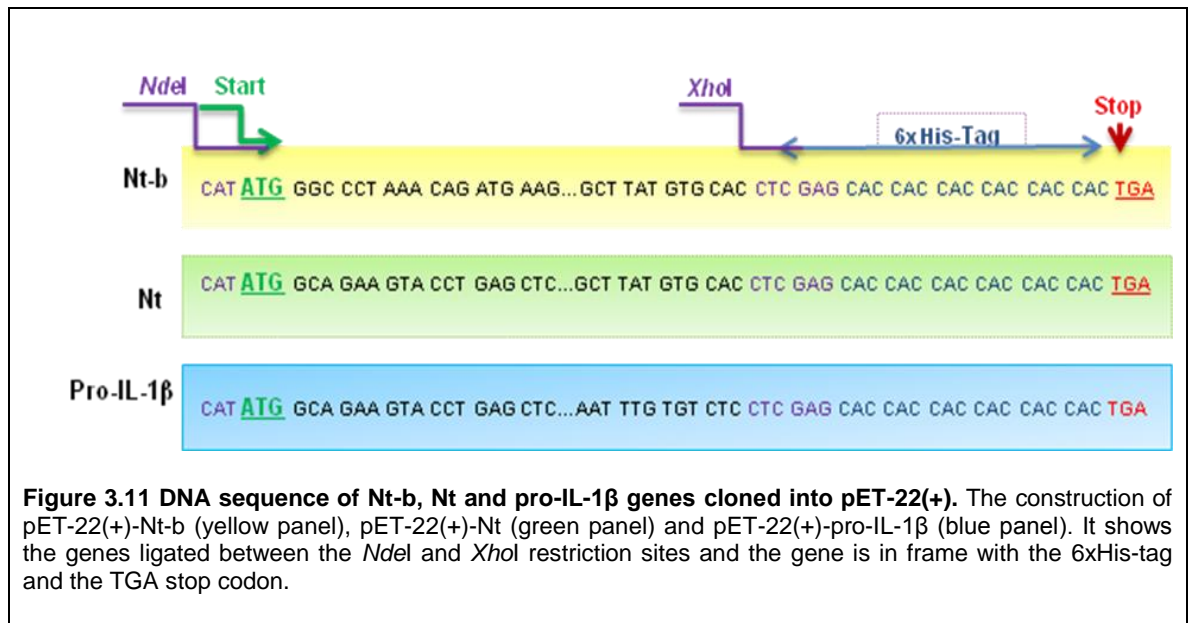 NdeI Start XhoI Stop
6xHis-Tag
Nt-b CAT ATG GGC CCT AAA CAG ATG AAG...GCT TAT GTG CAC CTC GAG CAC CAC CAC CAC CAC CAC TGA
Nt CAT ATG GCA GAA GTA CCT GAG CTC...GCT TAT GTG CAC CTC GAG CAC CAC CAC CAC CAC CAC TGA
Pro-IL-1β CAT ATG GCA GAA GTA CCT GAG CTC...AAT TTG TGT CTC CTC GAG CAC CAC CAC CAC CAC CAC TGA
Figure 3.11 DNA sequence of Nt-b, Nt and pro-IL-1β genes cloned into pET-22(+). The construction of
pET-22(+)-Nt-b (yellow panel), pET-22(+)-Nt (green panel) and pET-22(+)-pro-IL-1β (blue panel). It shows
the genes ligated between the NdeI and XhoI restriction sites and the gene is in frame with the 6xHis-tag
and the TGA stop codon.